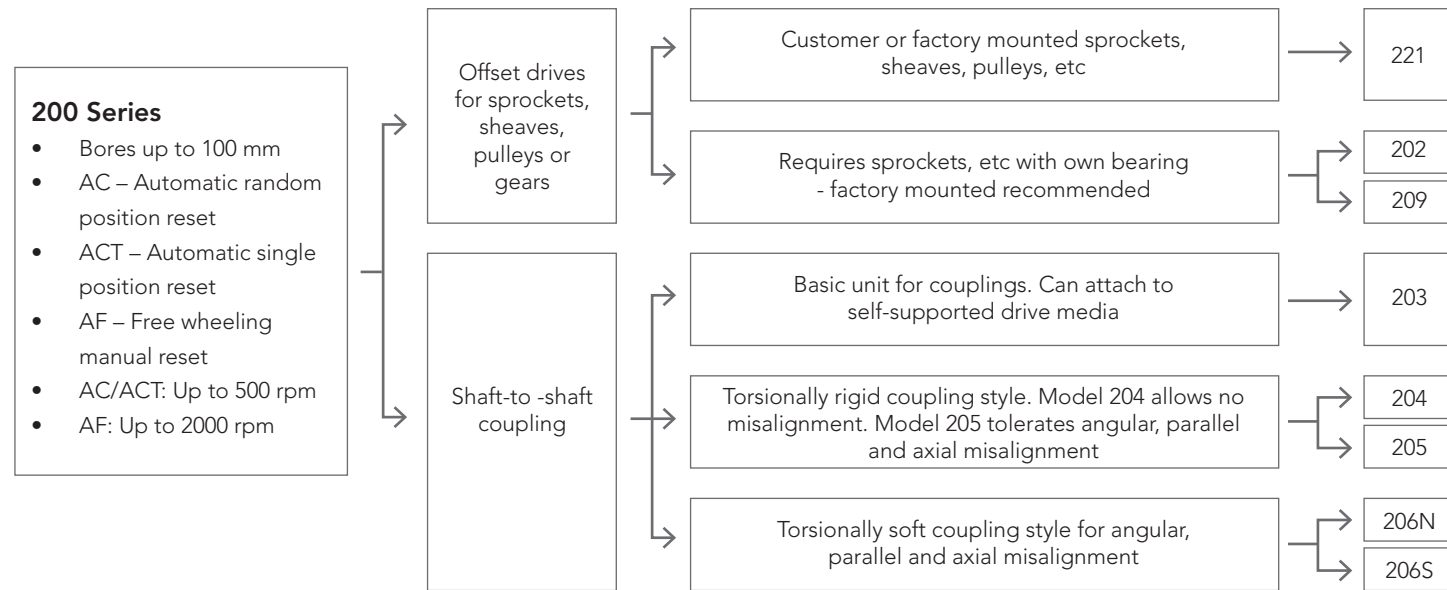 200 Series
• Bores up to 100 mm
• AC – Automatic random
position reset
• ACT – Automatic single
position reset
• AF – Free wheeling
manual reset
• AC/ACT: Up to 500 rpm
• AF: Up to 2000 rpm
Offset drives
for sprockets,
sheaves,
pulleys or
gears
Customer or factory mounted sprockets,
sheaves, pulleys, etc
221
Requires sprockets, etc with own bearing
- factory mounted recommended
202
209
Shaft-to -shaft
coupling
Basic unit for couplings. Can attach to
self-supported drive media
203
Torsionally rigid coupling style. Model 204 allows no
misalignment. Model 205 tolerates angular, parallel
and axial misalignment
204
205
Torsionally soft coupling style for angular,
parallel and axial misalignment
206N
206S